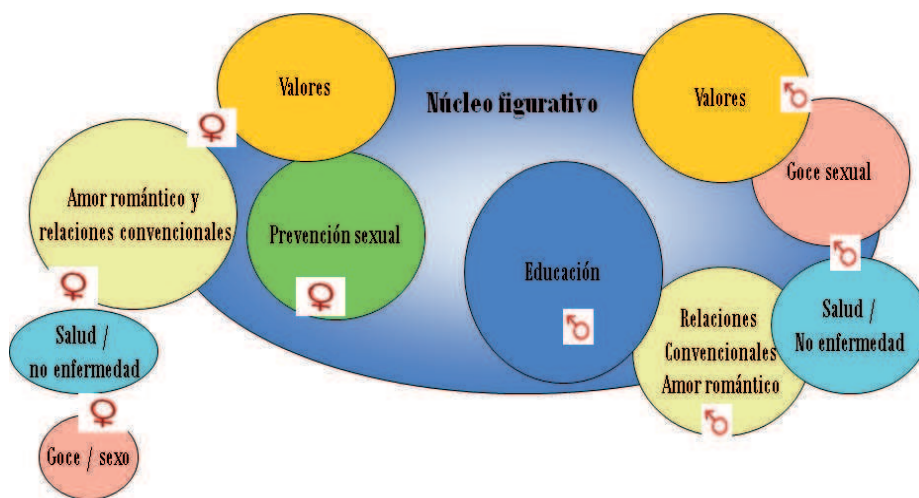 Núcleo figurativo
Valores
Amor romántico y
relaciones convencionales
Prevención sexual
Salud /
no enfermedad
Goce / sexo
Valores
Goce sexual
Educación
Relaciones
Convencionales
Amor romántico
Salud /
No enfermedad